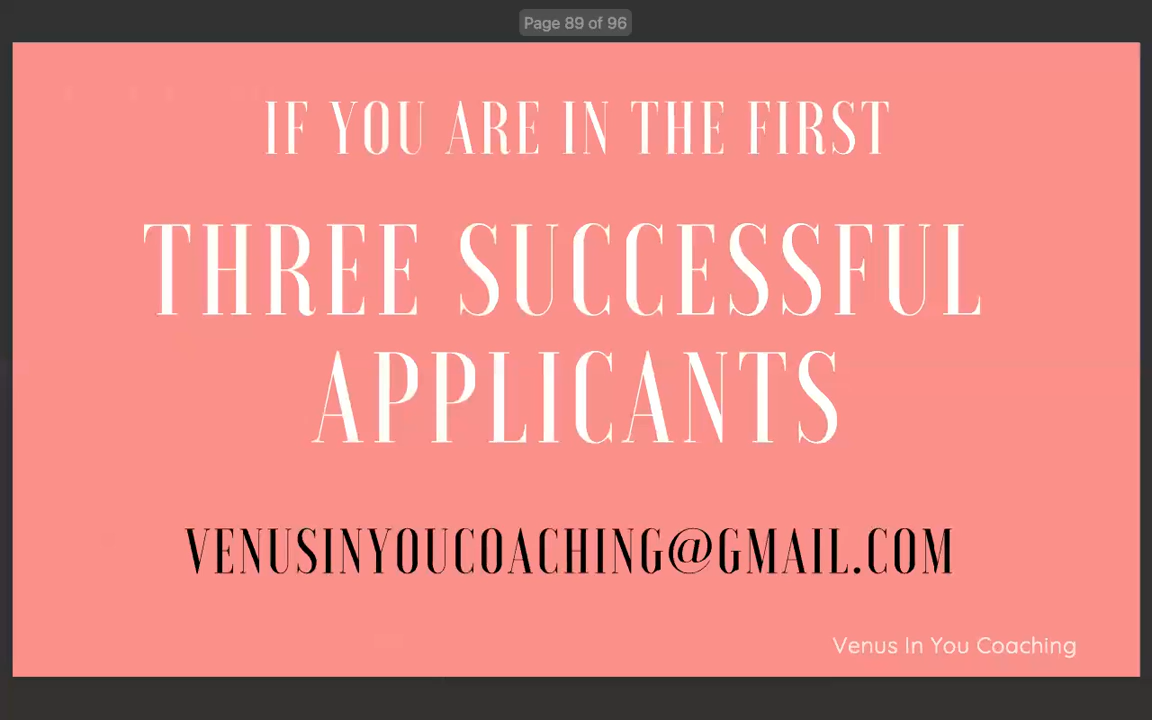 Page 89 of 96
IF YOU ARE IN THE FIRST
THREE SUCCESSFUL
APPLICANTS
VENUSINYOUCOACHING@GMAIL.COM
Venus In You Coaching